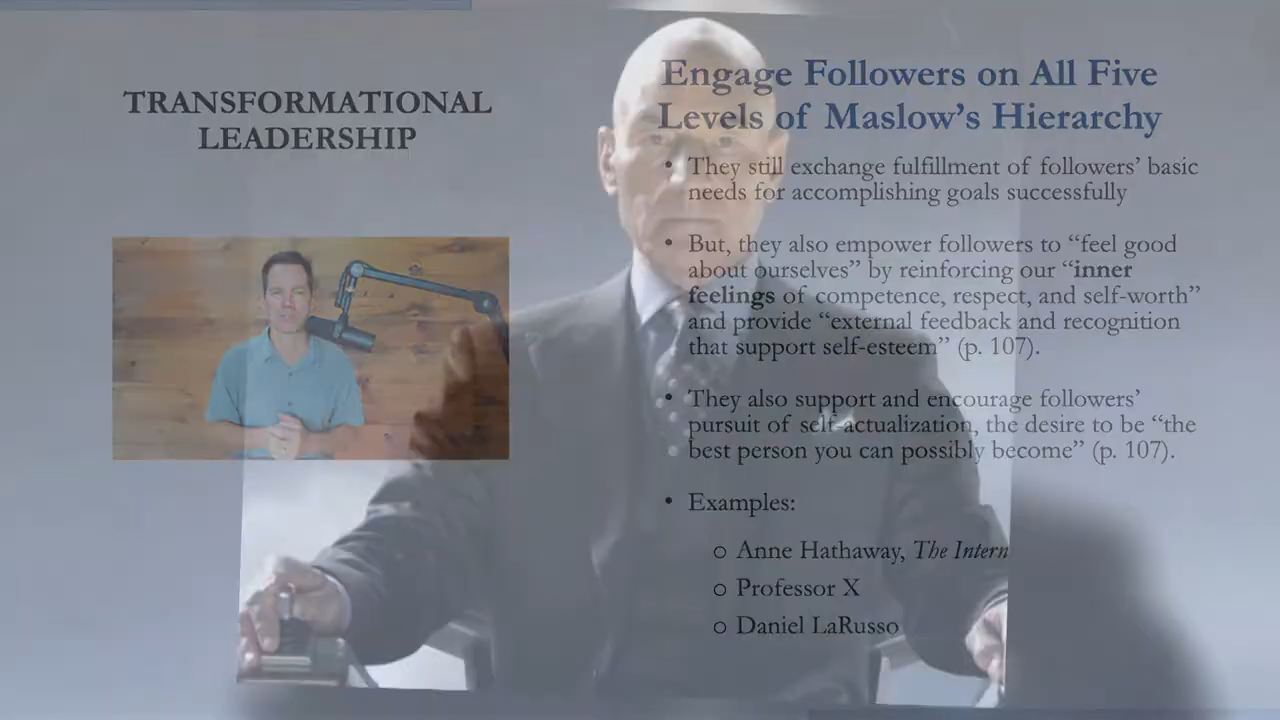 TRANSFORMATIONAL
LEADERSHIP
Engage Followers on All Five
Levels of Maslow’s Hierarchy
• They still exchange fulfillment of followers’ basic
needs for accomplishing goals successfully
• But, they also empower followers to “feel good
about ourselves” by reinforcing our “inner
feelings of competence, respect, and self-worth”
and provide “external feedback and recognition
that support self-esteem” (p. 107).
• They also support and encourage followers’
pursuit of self-actualization, the desire to be “the
best person you can possibly become” (p. 107).
• Examples:
o Anne Hathaway, The Intern
o Professor X
o Daniel LaRusso